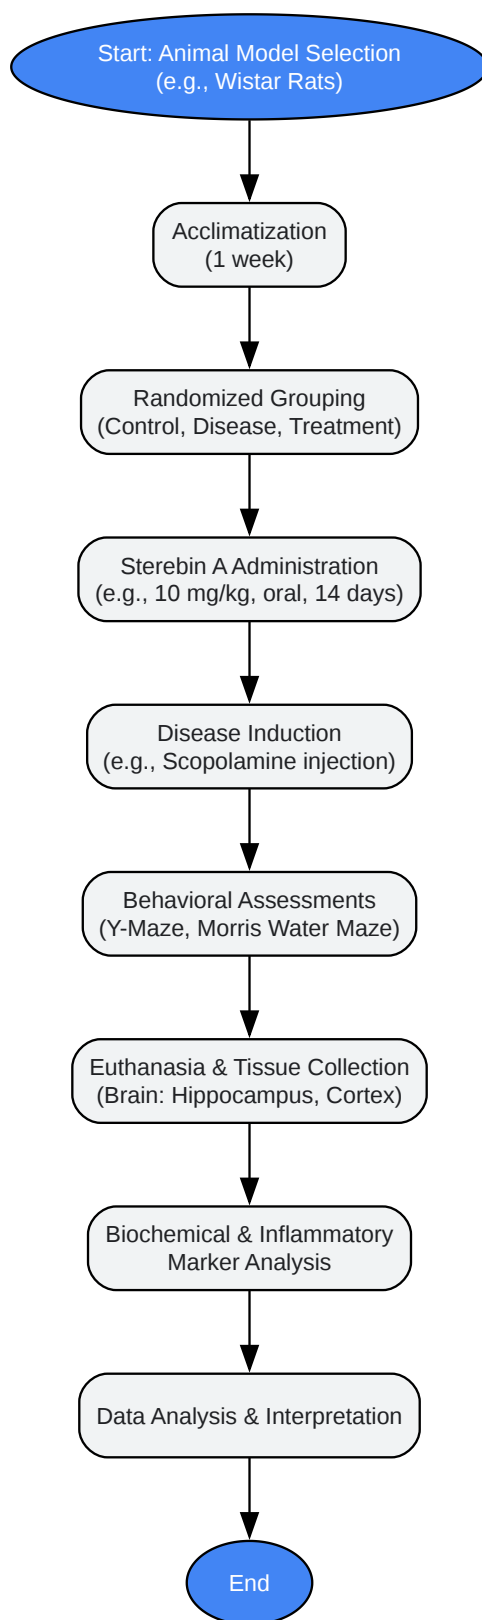 Start: Animal Model Selection
(e.g., Wistar Rats)
Acclimatization
(1 week)
Randomized Grouping
(Control, Disease, Treatment)
Sterebin A Administration
(e.g., 10 mg/kg, oral, 14 days)
Disease Induction
(e.g., Scopolamine injection)
Behavioral Assessments
(Y-Maze, Morris Water Maze)
Euthanasia & Tissue Collection
(Brain: Hippocampus, Cortex)
Biochemical & Inflammatory
Marker Analysis
Data Analysis & Interpretation
End